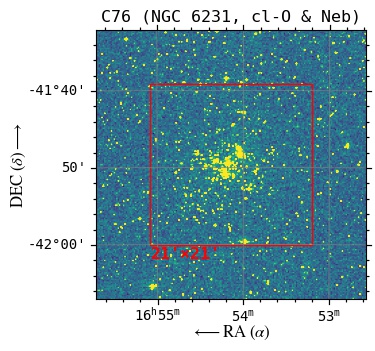 C76 (NGC 6231, cl-O & Neb)
-41°40'
50'
-42°00'
DEC (δ) ⟶
21'×21'
16ʰ55ᵐ 54ᵐ 53ᵐ
⟵ RA (α)